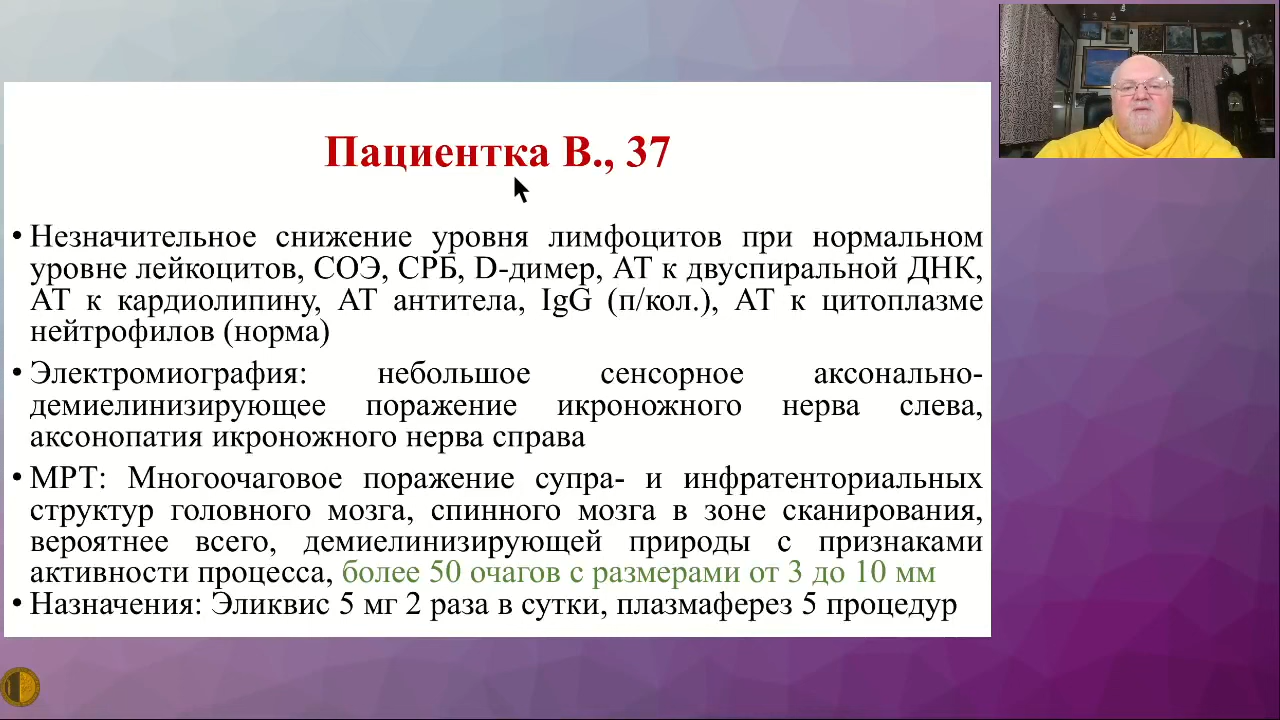 Пациентка В., 37
• Незначительное снижение уровня лимфоцитов при нормальном
уровне лейкоцитов, СОЭ, СРБ, D-димер, АТ к двуспиральной ДНК,
АТ к кардиолипину, АТ антитела, IgG (п/кол.), АТ к цитоплазме
нейтрофилов (норма)
• Электромиография: небольшое сенсорное аксонально-
демиелинизирующее поражение икроножного нерва слева,
аксонопатия икроножного нерва справа
• МРТ: Многоочаговое поражение супра- и инфратенториальных
структур головного мозга, спинного мозга в зоне сканирования,
вероятнее всего, демиелинизирующей природы с признаками
активности процесса, более 50 очагов с размерами от 3 до 10 мм
• Назначения: Эликвис 5 мг 2 раза в сутки, плазмаферез 5 процедур